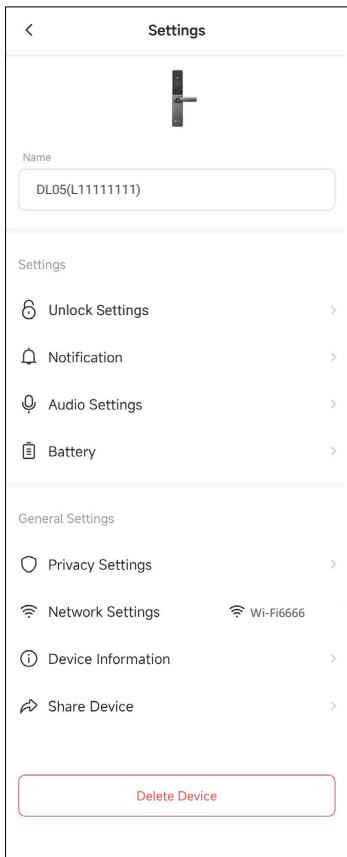 Settings
Name
DL05(L11111111)
Settings
Unlock Settings
Notification
Audio Settings
Battery
General Settings
Privacy Settings
Network Settings Wi-Fi6666
Device Information
Share Device
Delete Device